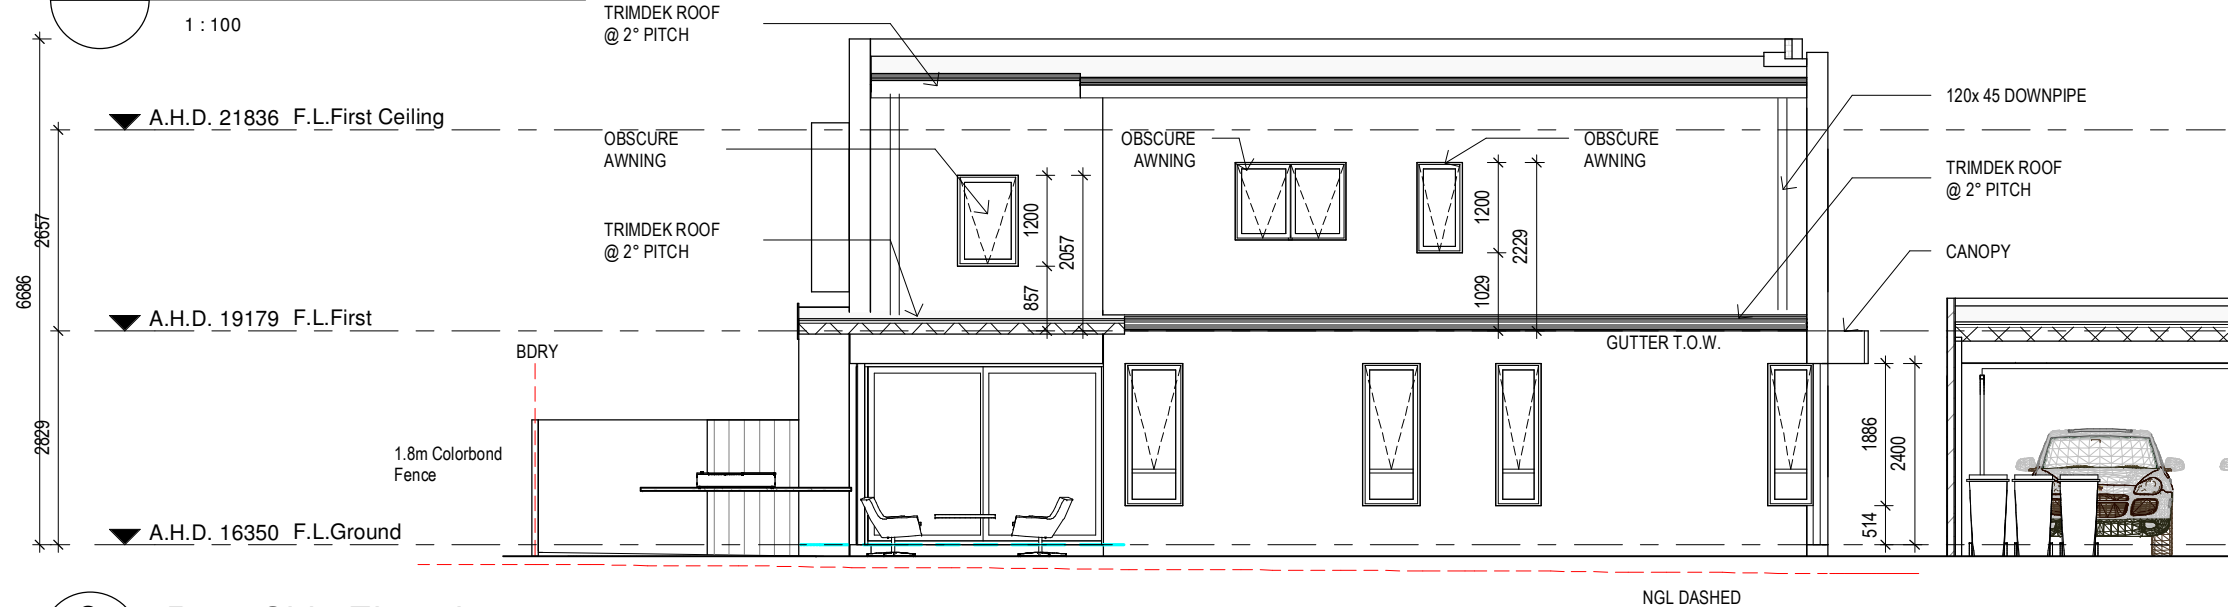 1 : 100
TRIMDEK ROOF
@ 2° PITCH
A.H.D. 21836 F.L.First Ceiling
OBSCURE
AWNING
OBSCURE
AWNING
OBSCURE
AWNING
120x 45 DOWNPIPE
TRIMDEK ROOF
@ 2° PITCH
TRIMDEK ROOF
@ 2° PITCH
CANOPY
2657
6686
1200
2057
857
1200
2229
1029
A.H.D. 19179 F.L.First
BDRY
GUTTER T.O.W.
2829
1.8m Colorbond
Fence
1886
2400
514
A.H.D. 16350 F.L.Ground
NGL DASHED